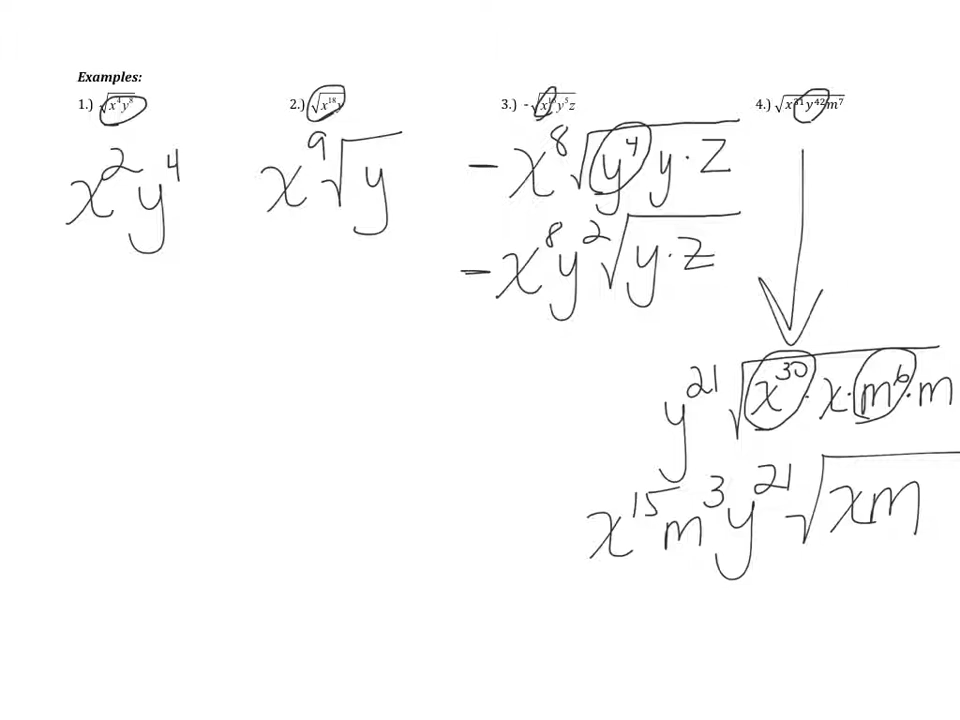 Examples:
1.) √x⁴y⁸ 2.) √x¹⁸y 3.) -√x¹⁶y⁵z 4.) √x³¹y⁴²m⁷
x²y⁴ x⁹√y -x⁸√y⁴y·z
-x⁸y²√y·z
y²¹√x³⁰·x·m⁶·m
x¹⁵m³y²¹√xm